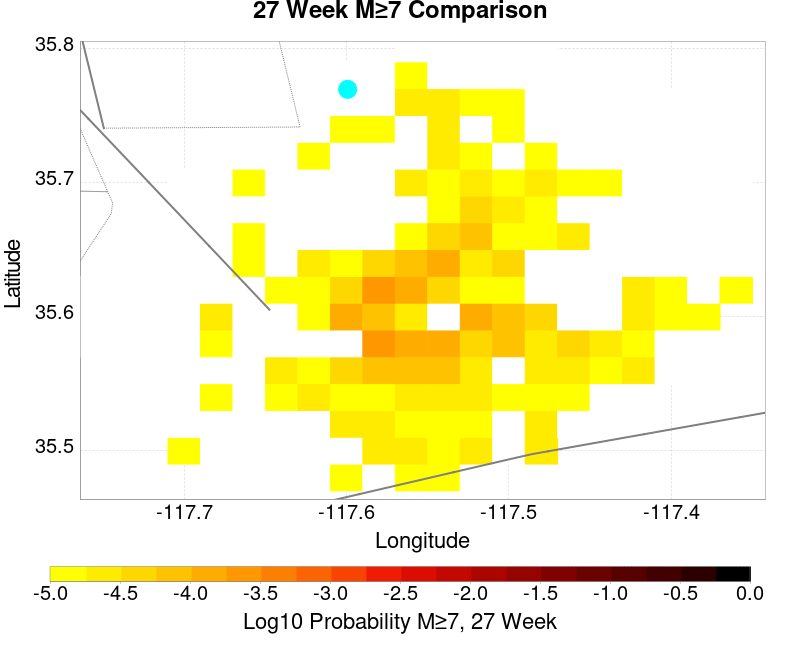 27 Week M≥7 Comparison
35.8
35.7
35.6
35.5
Latitude
-117.7 -117.6 -117.5 -117.4
Longitude
-5.0 -4.5 -4.0 -3.5 -3.0 -2.5 -2.0 -1.5 -1.0 -0.5 0.0
Log10 Probability M≥7, 27 Week